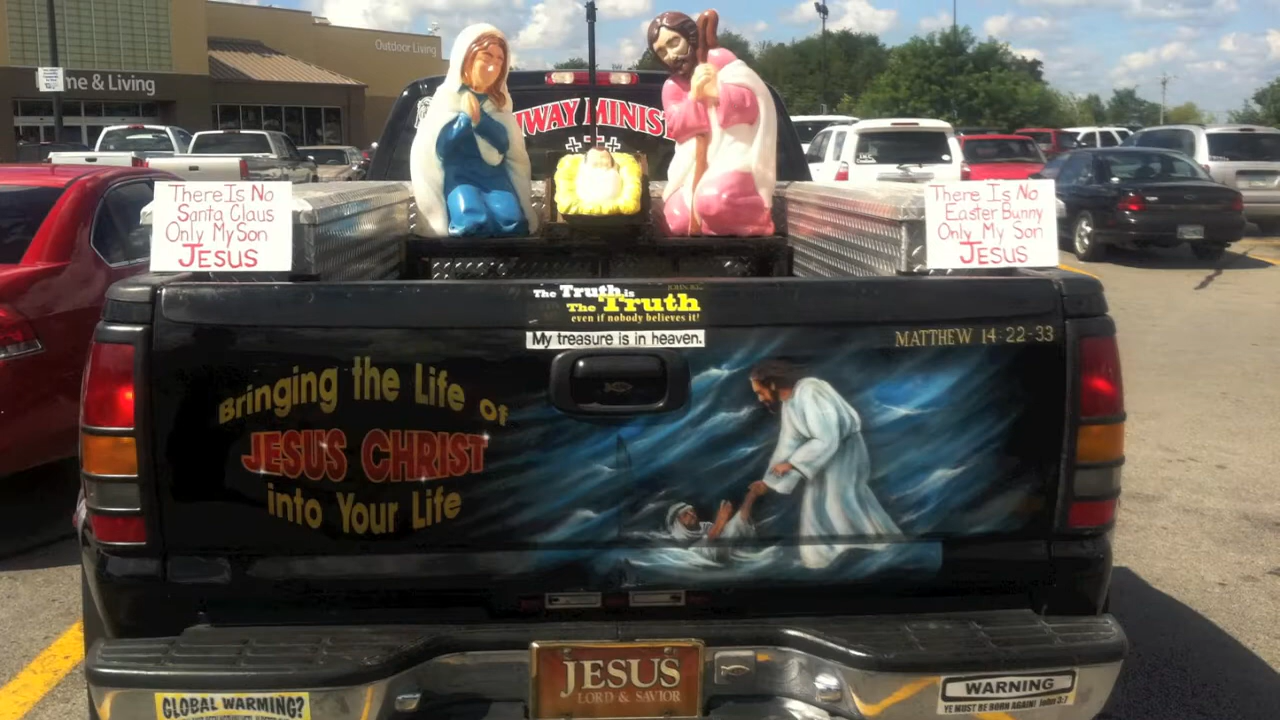 Outdoor Living
me & Living
WAY MINIS
There Is No
Santa Claus
Only My Son
JESUS
There Is No
Easter Bunny
Only My Son
JESUS
The Truth is
The Truth
even if nobody believes it!
My treasure is in heaven.
MATTHEW 14:22-33
Bringing the Life Of
JESUS CHRIST
into Your Life
JESUS
LORD & SAVIOR
GLOBAL WARMING?
WARNING
YE MUST BE BORN AGAIN! John 3:7